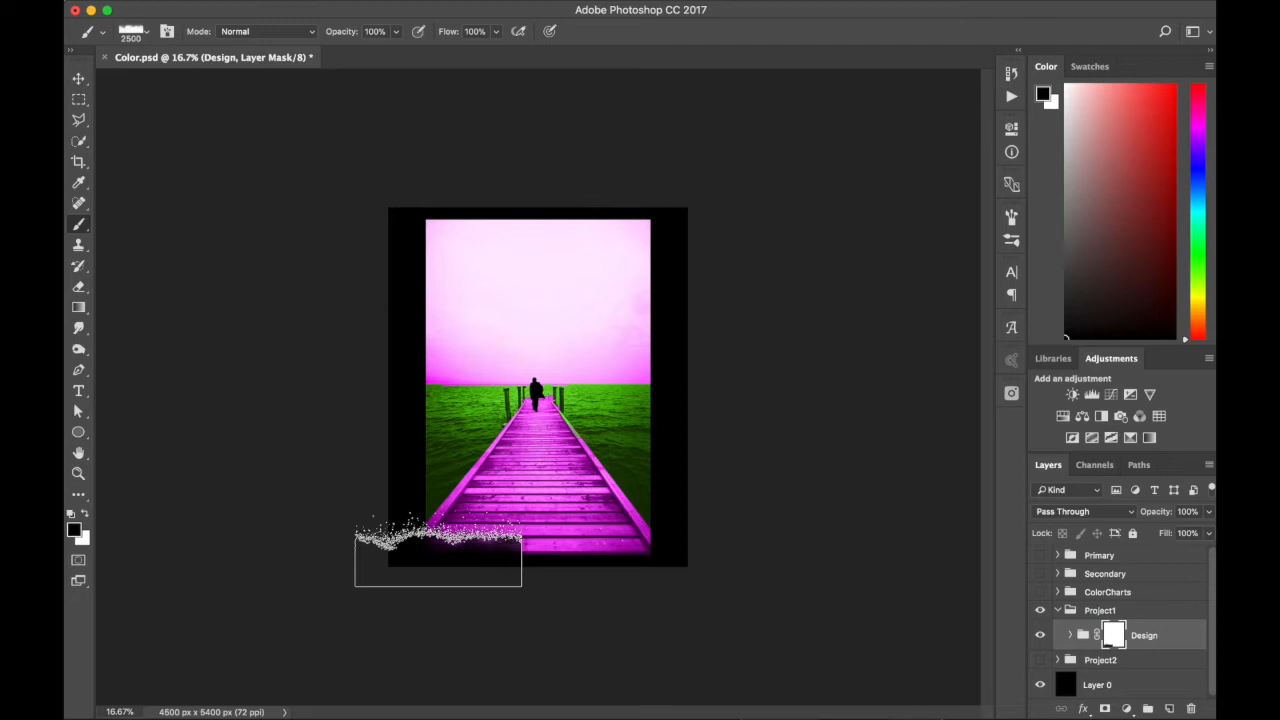 Adobe Photoshop CC 2017
2500
Mode: Normal
Opacity: 100%
Flow: 100%
× Color.psd @ 16.7% (Design, Layer Mask/8) *
Color Swatches
Libraries Adjustments
Add an adjustment
Layers Channels Paths
Kind
Pass Through Opacity: 100%
Lock: Fill: 100%
Primary
Secondary
ColorCharts
Project1
Design
Project2
Layer 0
16.67% 4500 px x 5400 px (72 ppi)